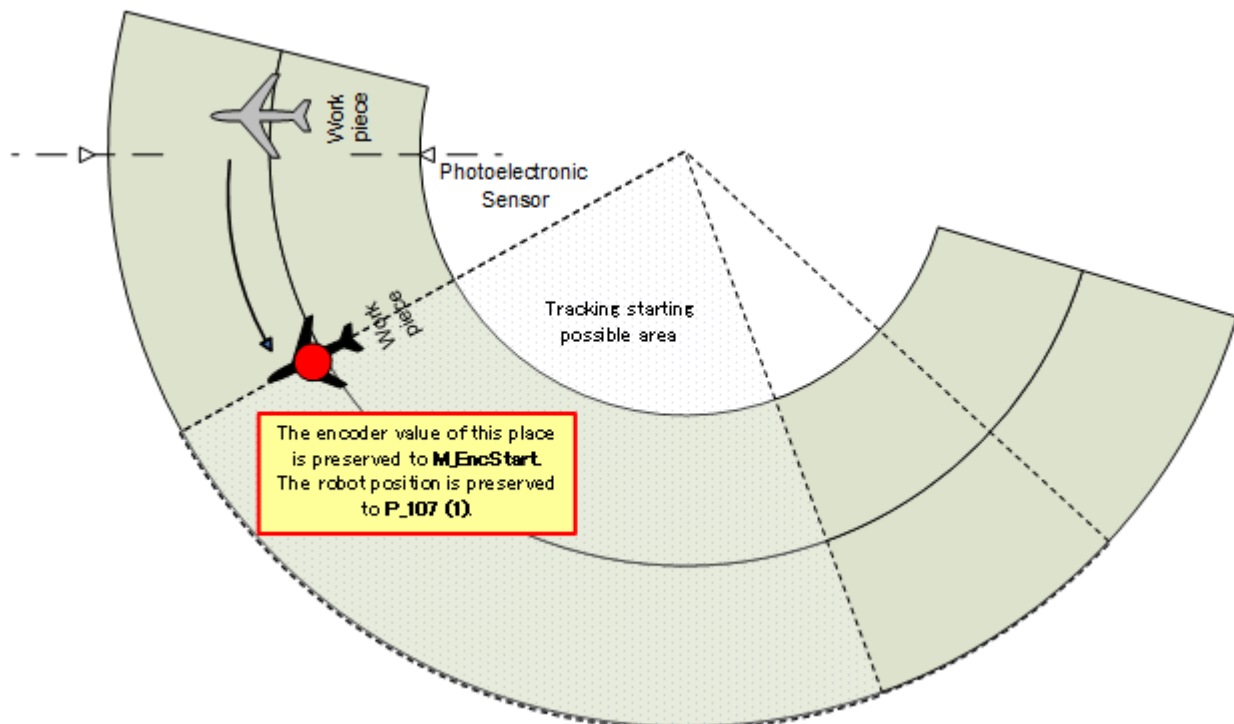 Work
piece
Photoelectronic
Sensor
Work
piece
Tracking starting
possible area
The encoder value of this place
is preserved to M_EncStart.
The robot position is preserved
to P_107 (1).